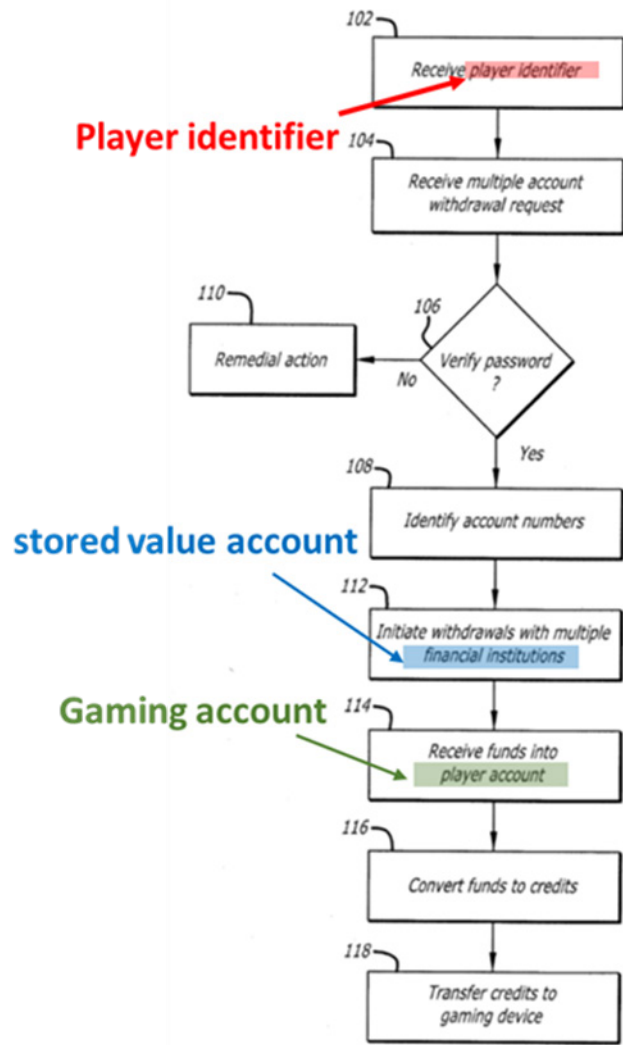 102
Receive player identifier
Player identifier
104
Receive multiple account
withdrawal request
110
106
Remedial action
Verify password
?
No
Yes
108
Identify account numbers
stored value account
112
Initiate withdrawals with multiple
financial institutions
Gaming account
114
Receive funds into
player account
116
Convert funds to credits
118
Transfer credits to
gaming device